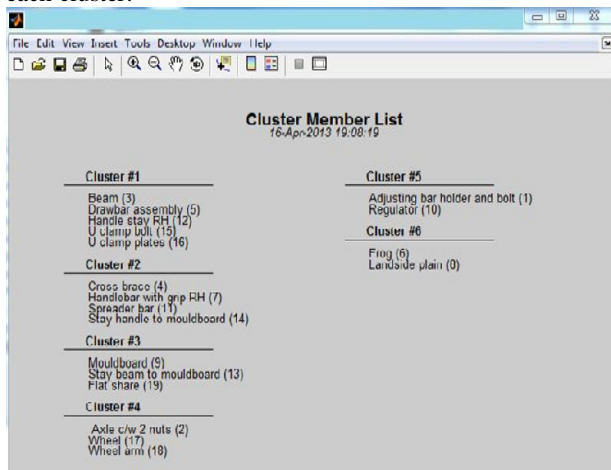 each cluster.
File Edit View Insert Tools Desktop Window Help
Cluster Member List
16-Apr-2013 19:08:19
Cluster #1
Beam (3)
Drawbar assembly (5)
Handle stay RH (12)
U clamp bolt (15)
U clamp plates (16)
Cluster #2
Cross brace (4)
Handlebar with grip RH (7)
Spreader bar (11)
Stay handle to mouldboard (14)
Cluster #3
Mouldboard (9)
Stay beam to mouldboard (13)
Flat share (19)
Cluster #4
Axle c/w 2 nuts (2)
Wheel (17)
Wheel arm (18)
Cluster #5
Adjusting bar holder and bolt (1)
Regulator (10)
Cluster #6
Frog (6)
Landside plain (8)